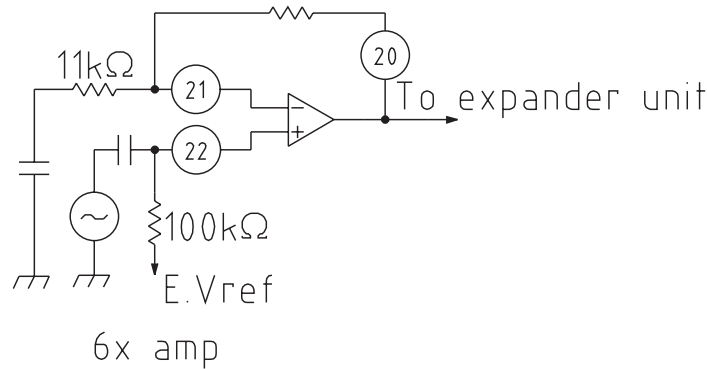 20
11kΩ
21
To expander unit
22
100kΩ
E.Vref
6x amp